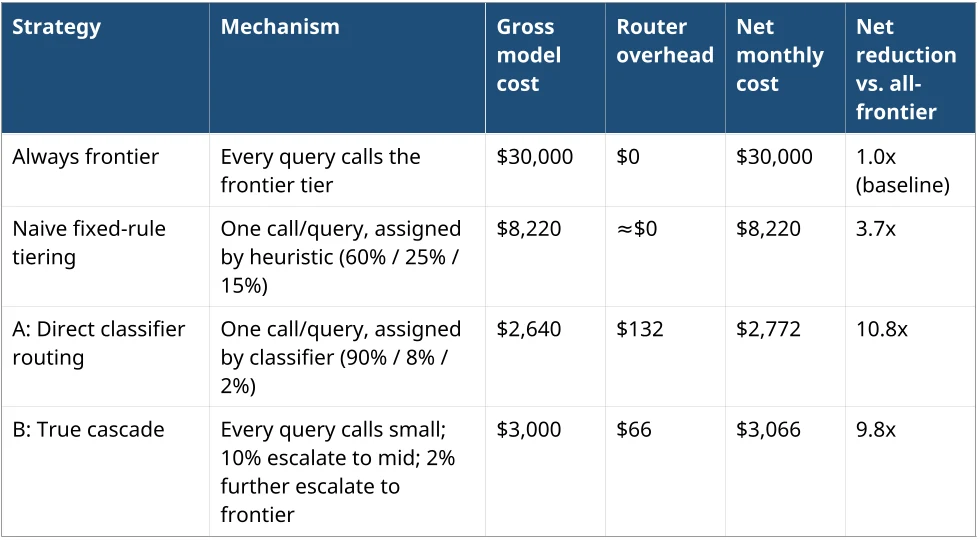 Strategy
Mechanism
Gross
model
cost
Router
overhead
Net
monthly
cost
Net
reduction
vs. all-
frontier
Always frontier
Every query calls the
frontier tier
$30,000
$0
$30,000
1.0x
(baseline)
Naive fixed-rule
tiering
One call/query, assigned
by heuristic (60% / 25% /
15%)
$8,220
≈$0
$8,220
3.7x
A: Direct classifier
routing
One call/query, assigned
by classifier (90% / 8% /
2%)
$2,640
$132
$2,772
10.8x
B: True cascade
Every query calls small;
10% escalate to mid; 2%
further escalate to
frontier
$3,000
$66
$3,066
9.8x